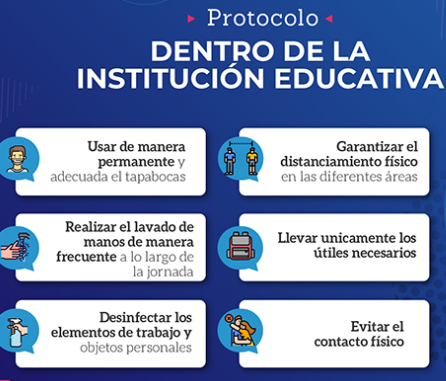 Protocolo
DENTRO DE LA
INSTITUCIÓN EDUCATIVA
Usar de manera
permanente y
adecuada el tapabocas
Garantizar el
distanciamiento físico
en las diferentes áreas
Realizar el lavado de
manos de manera
frecuente a lo largo de
la jornada
Llevar unicamente los
útiles necesarios
Desinfectar los
elementos de trabajo y
objetos personales
Evitar el
contacto físico